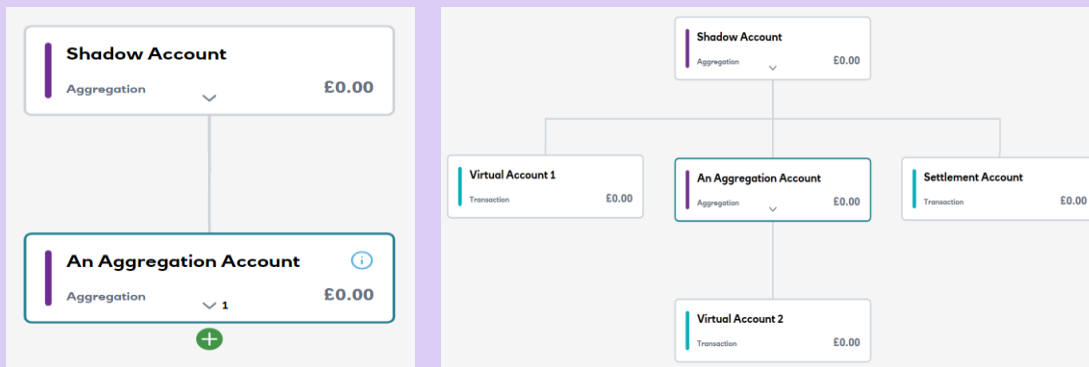 Shadow Account
Aggregation £0.00
An Aggregation Account
Aggregation 1 £0.00
Shadow Account
Aggregation £0.00
Virtual Account 1
Transaction £0.00
An Aggregation Account
Aggregation £0.00
Settlement Account
Transaction £0.00
Virtual Account 2
Transaction £0.00